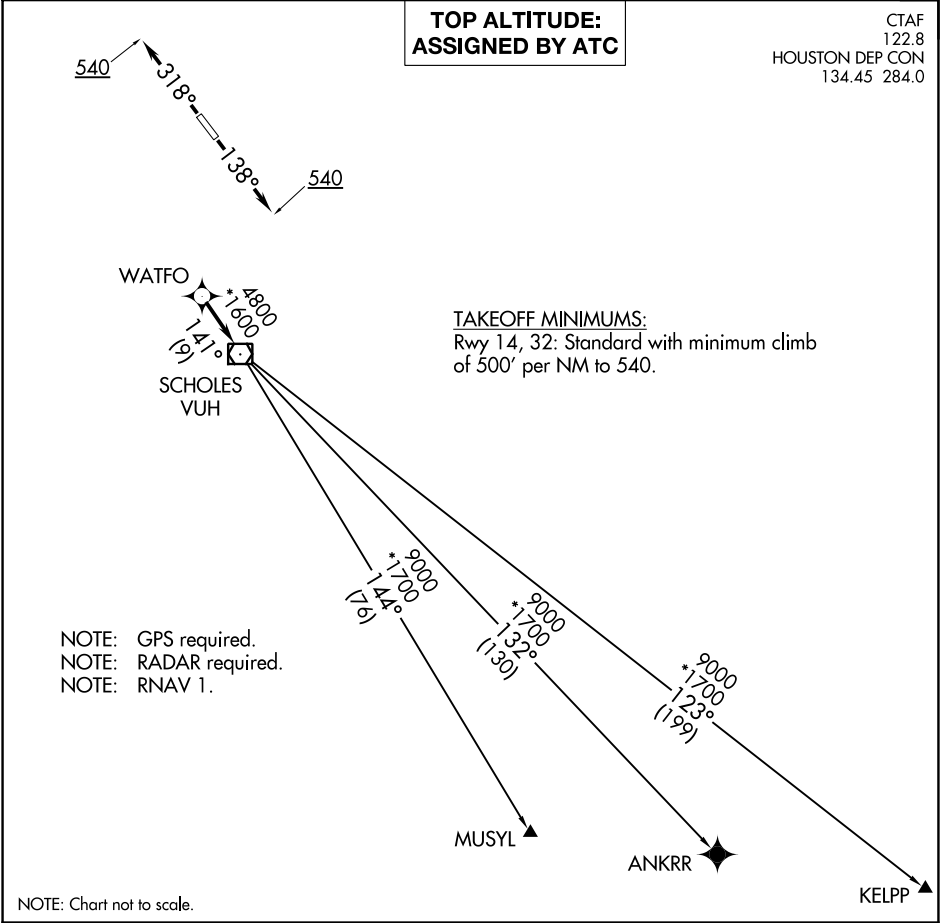 TOP ALTITUDE:
ASSIGNED BY ATC
CTAF
122.8
HOUSTON DEP CON
134.45 284.0
540
318°
138°
540
WATFO
4800
*1600
141°
(9)
SCHOLES
VUH
TAKEOFF MINIMUMS:
Rwy 14, 32: Standard with minimum climb
of 500' per NM to 540.
9000
*1700
144°
(76)
9000
*1700
132°
(130)
9000
*1700
123°
(199)
NOTE: GPS required.
NOTE: RADAR required.
NOTE: RNAV 1.
MUSYL
ANKRR
KELPP
NOTE: Chart not to scale.